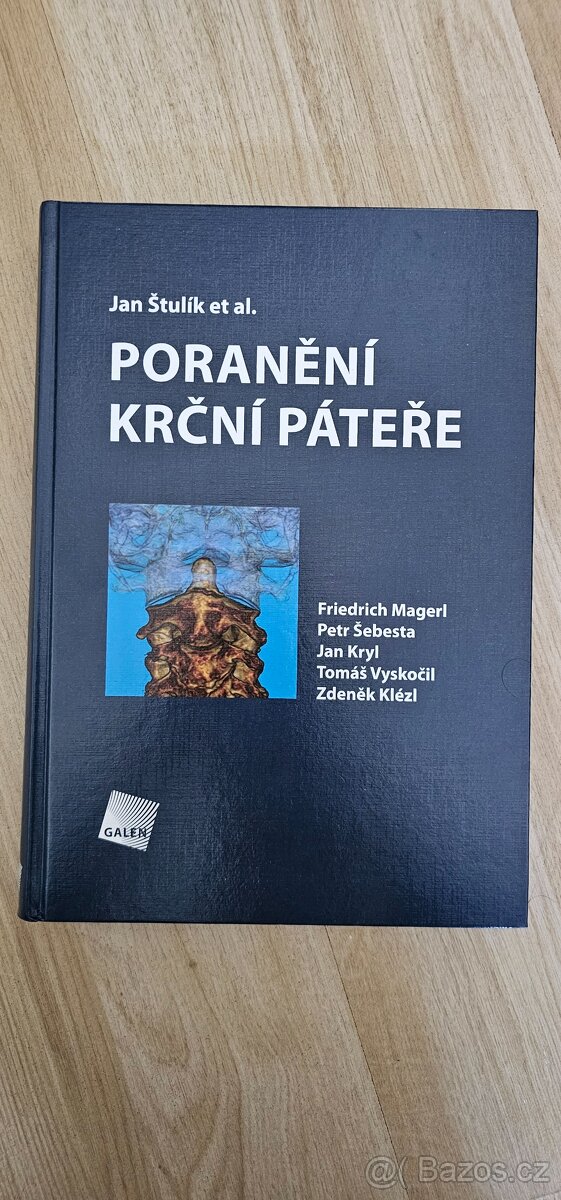 Jan Štulík et al.
PORANĚNÍ
KRČNÍ PÁTEŘE
Friedrich Magerl
Petr Šebesta
Jan Kryl
Tomáš Vyskočil
Zdeněk Klézl
GALÉN
@( Bazos.cz